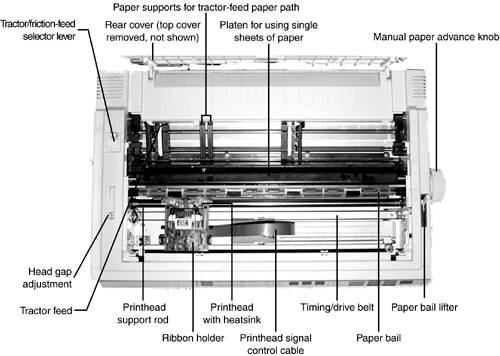 Paper supports for tractor-feed paper path
Tractor/friction-feed
selector lever
Rear cover (top cover
removed, not shown)
Platen for using single
sheets of paper
Manual paper advance knob
Head gap
adjustment
Tractor feed
Printhead
support rod
Ribbon holder
Printhead
with heatsink
Printhead signal
control cable
Timing/drive belt
Paper bail
Paper bail lifter